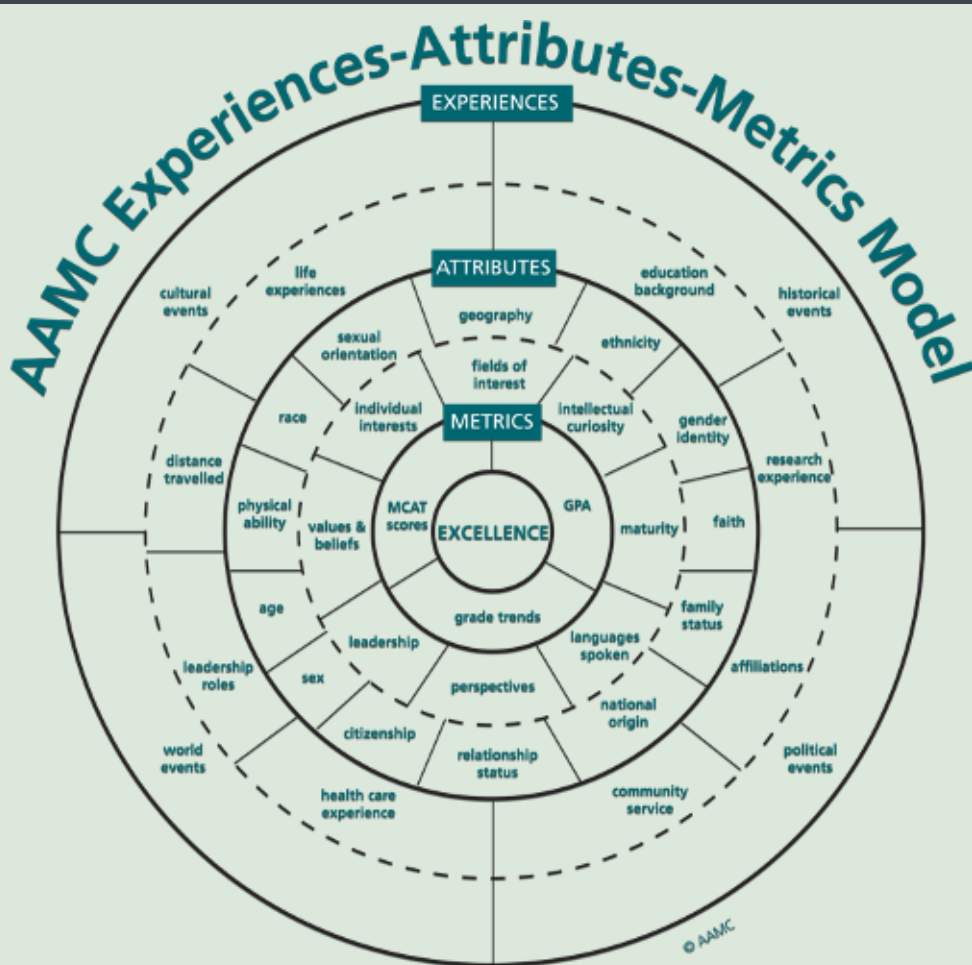 AAMC Experiences-Attributes-Metrics Model
EXPERIENCES
cultural
events
life
experiences
education
background
historical
events
distance
travelled
research
experience
leadership
roles
affiliations
world
events
health care
experience
community
service
political
events
ATTRIBUTES
geography
sexual
orientation
ethnicity
race
gender
identity
physical
ability
faith
age
family
status
sex
national
origin
citizenship
relationship
status
fields of
interest
individual
interests
intellectual
curiosity
values &
beliefs
maturity
leadership
languages
spoken
perspectives
METRICS
MCAT
scores
GPA
grade trends
EXCELLENCE
© AAMC